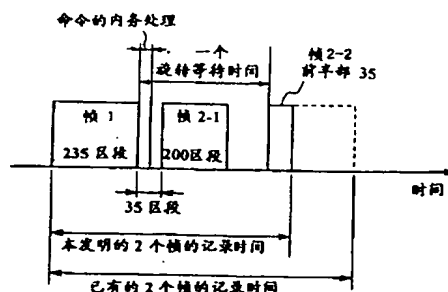 命令的内务处理
一个
旋转等待时间
帧2-2
前半部 35
帧 1
帧 2-1
235 区段
200区段
时间
35 区段
本发明的 2 个帧的记录时间
已有的 2 个帧的记录时间